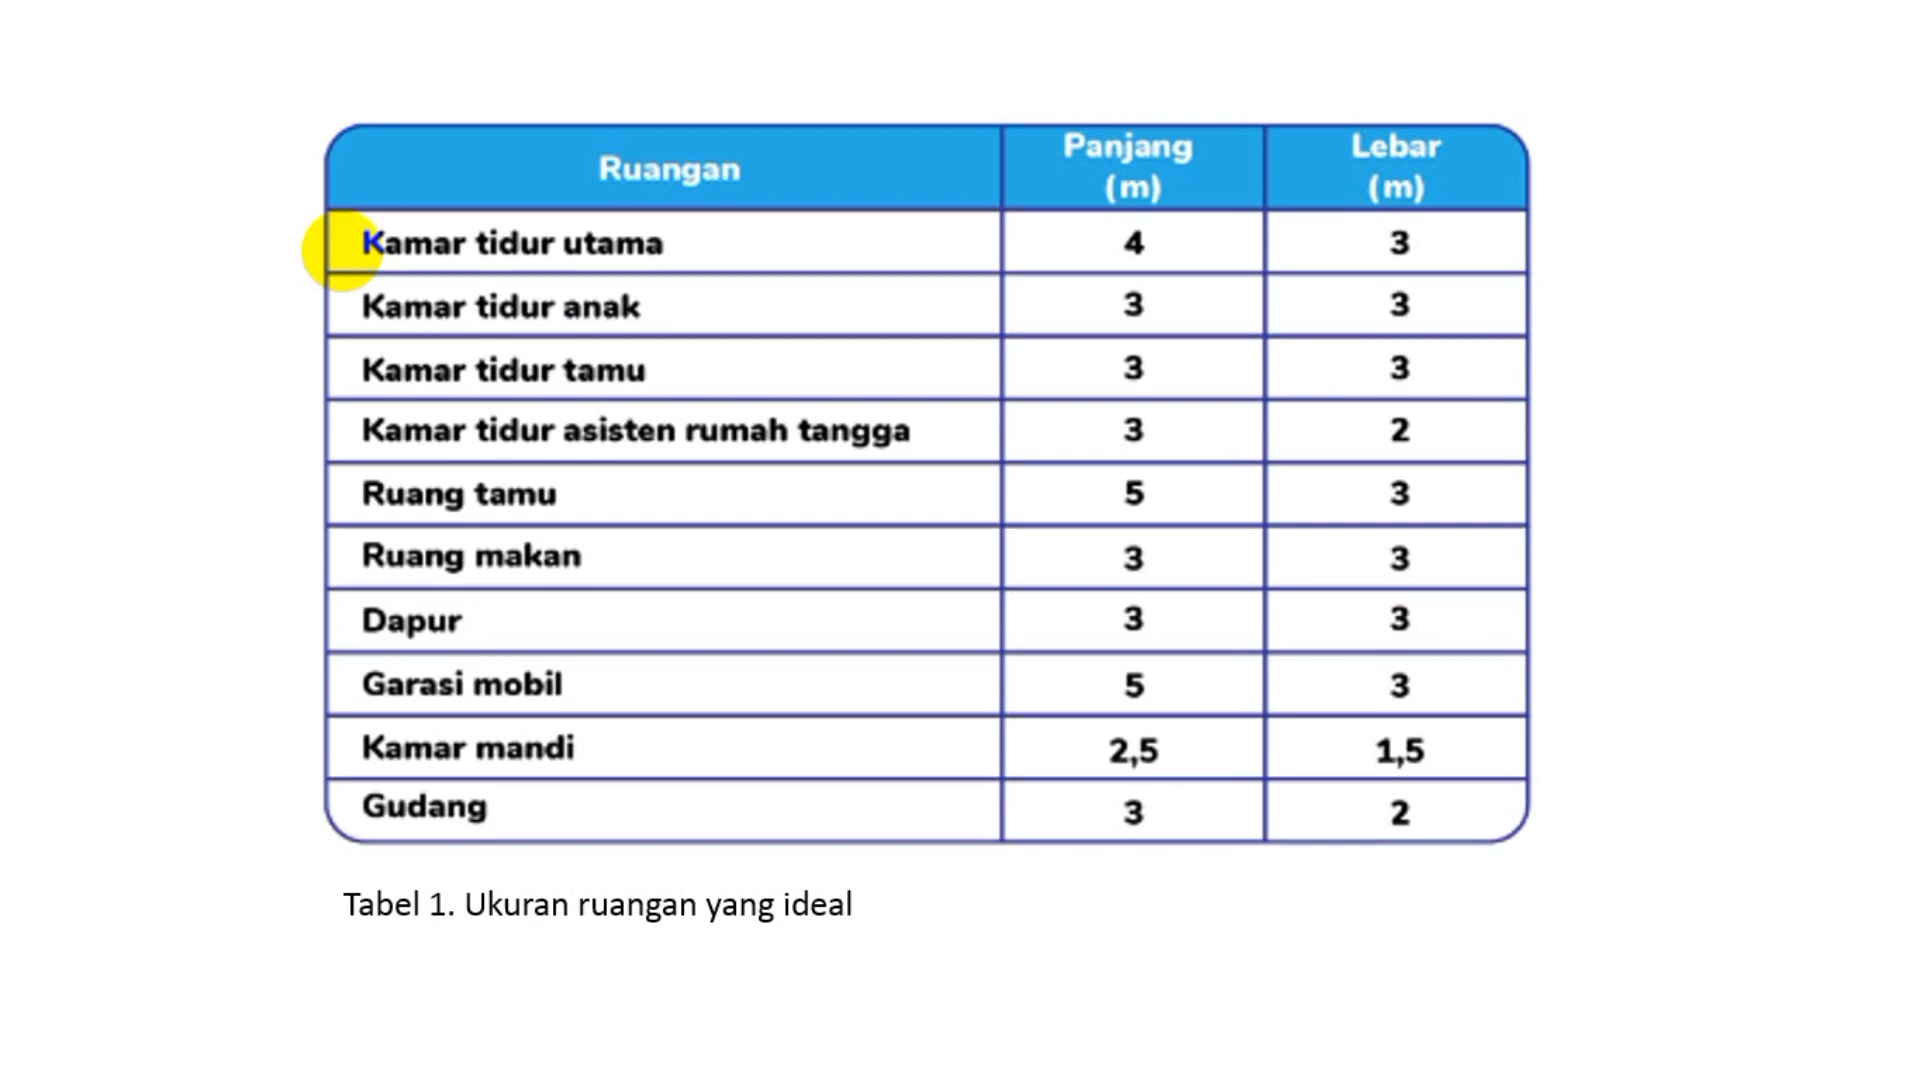 Ruangan Panjang (m) Lebar (m)
Kamar tidur utama 4 3
Kamar tidur anak 3 3
Kamar tidur tamu 3 3
Kamar tidur asisten rumah tangga 3 2
Ruang tamu 5 3
Ruang makan 3 3
Dapur 3 3
Garasi mobil 5 3
Kamar mandi 2,5 1,5
Gudang 3 2
Tabel 1. Ukuran ruangan yang ideal